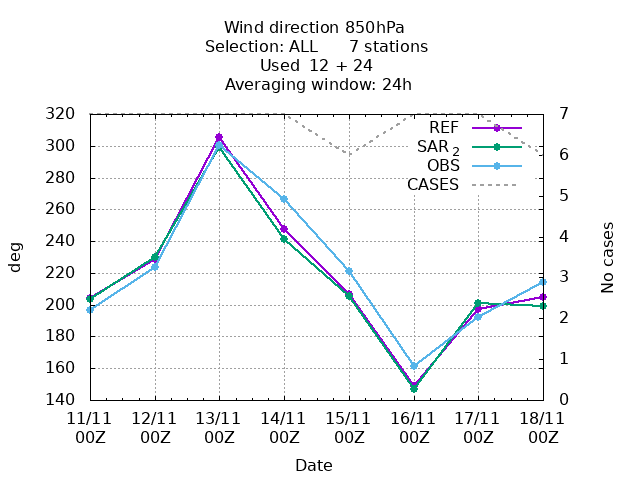 Wind direction 850hPa
Selection: ALL 7 stations
Used 12 + 24
Averaging window: 24h
320 7
300 6
280
260 5
240 4
220 3
200
180 2
160 1
140 0
deg
No cases
REF
SAR 2
OBS
CASES
11/11 12/11 13/11 14/11 15/11 16/11 17/11 18/11
00Z 00Z 00Z 00Z 00Z 00Z 00Z 00Z
Date